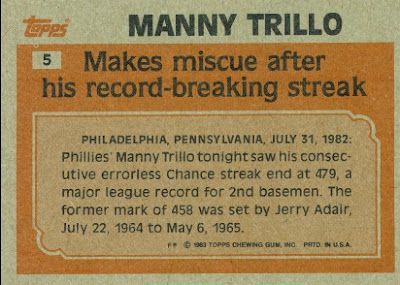 topps
MANNY TRILLO
5
Makes miscue after
his record-breaking streak
PHILADELPHIA, PENNSYLVANIA, JULY 31, 1982:
Phillies' Manny Trillo tonight saw his consec-
utive errorless Chance streak end at 479, a
major league record for 2nd basemen. The
former mark of 458 was set by Jerry Adair,
July 22, 1964 to May 6, 1965.
© 1983 TOPPS CHEWING GUM, INC. PRTD. IN U.S.A.